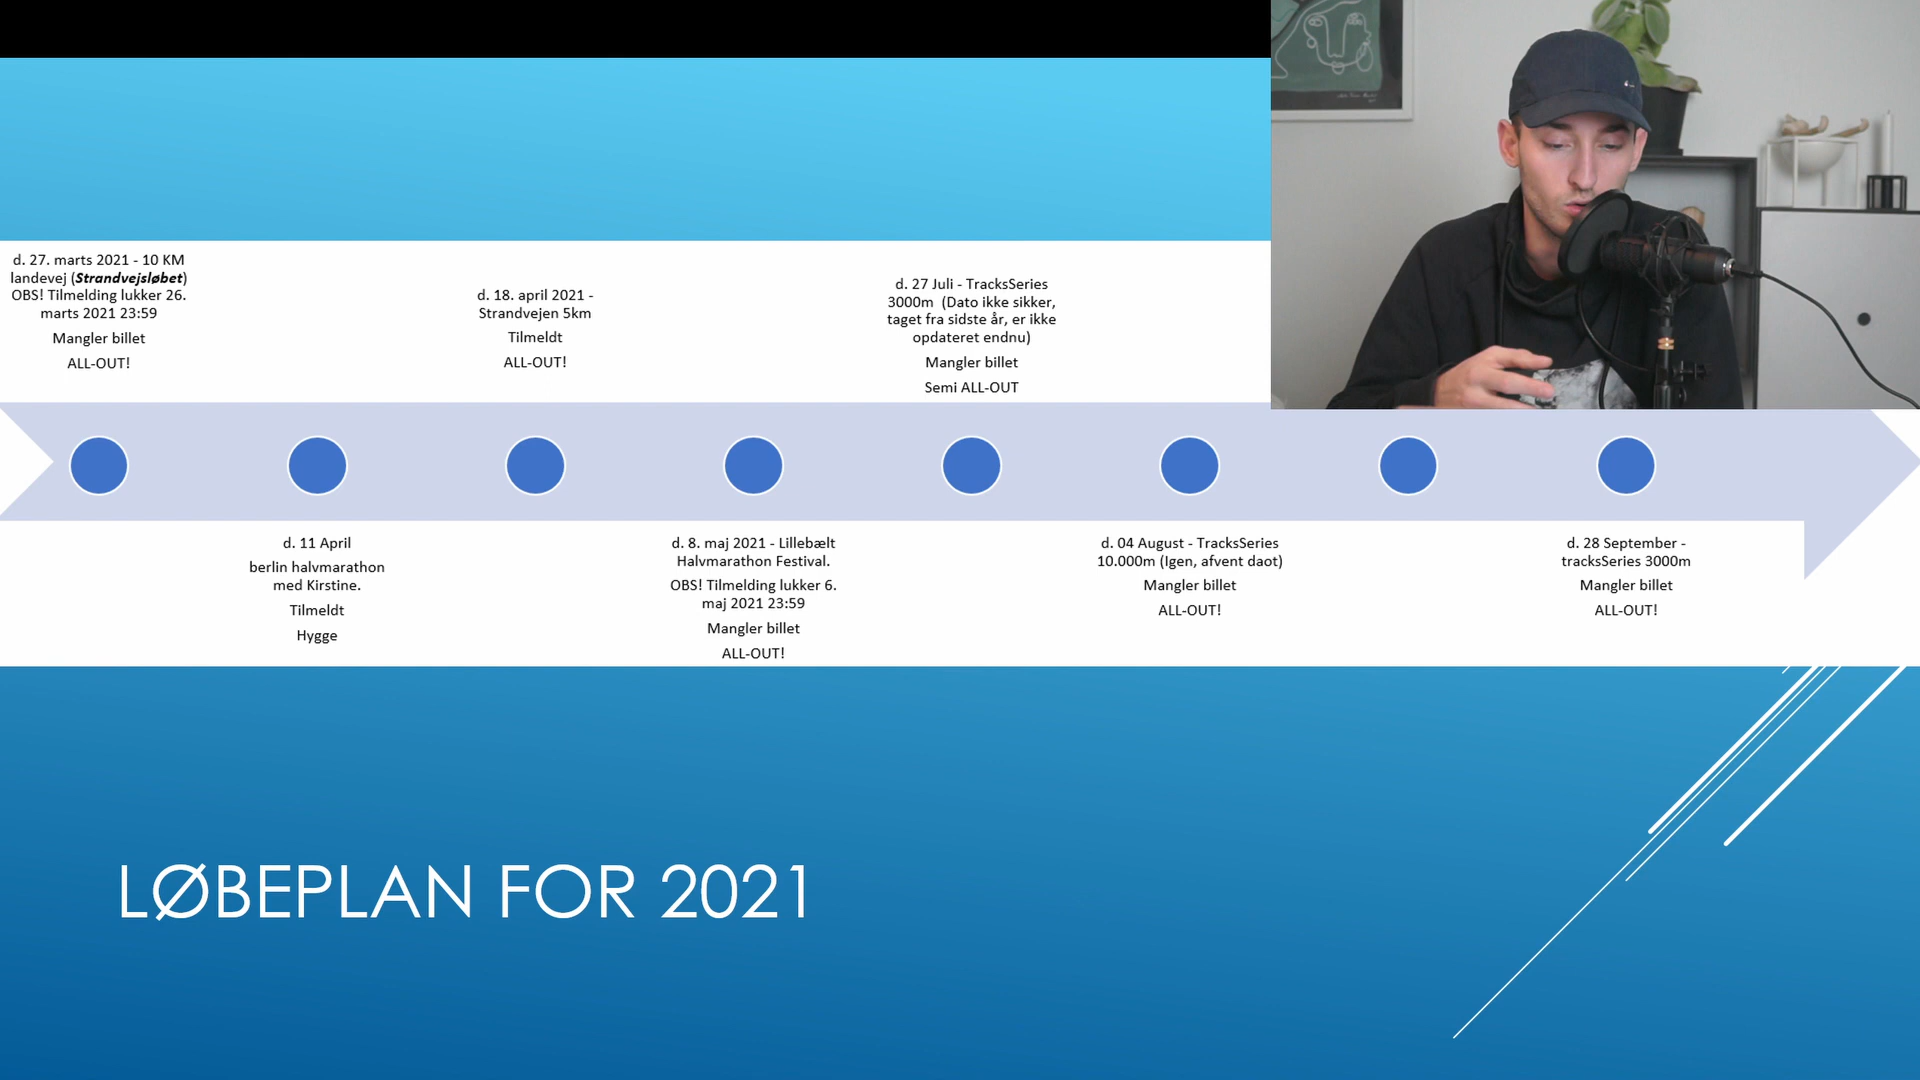 d. 27. marts 2021 - 10 KM
landevej (Strandvejsløbet)
OBS! Tilmelding lukker 26.
marts 2021 23:59
Mangler billet
ALL-OUT!
d. 11 April
berlin halvmarathon
med Kirstine.
Tilmeldt
Hygge
d. 18. april 2021 -
Strandvejen 5km
Tilmeldt
ALL-OUT!
d. 8. maj 2021 - Lillebælt
Halvmarathon Festival.
OBS! Tilmelding lukker 6.
maj 2021 23:59
Mangler billet
ALL-OUT!
d. 27 Juli - TracksSeries
3000m (Dato ikke sikker,
taget fra sidste år, er ikke
opdateret endnu)
Mangler billet
Semi ALL-OUT
d. 04 August - TracksSeries
10.000m (Igen, afvent daot)
Mangler billet
ALL-OUT!
d. 28 September -
tracksSeries 3000m
Mangler billet
ALL-OUT!
LØBEPLAN FOR 2021